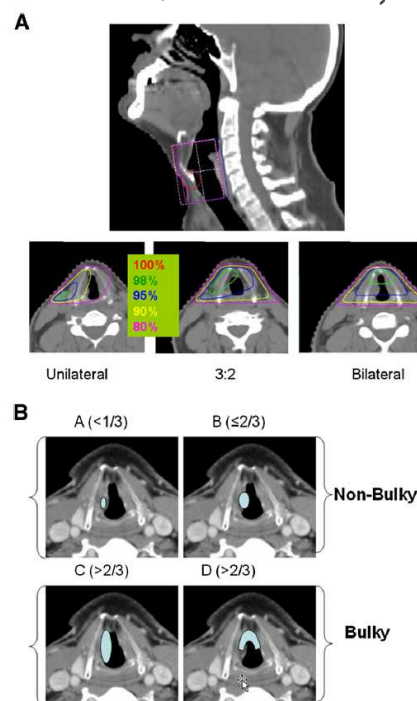 A
100%
98%
95%
90%
80%
Unilateral 3:2 Bilateral
B
A (<1/3) B (≤2/3)
Non-Bulky
C (>2/3) D (>2/3)
Bulky